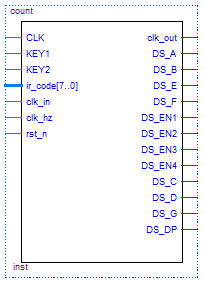 count
CLK clk_out
KEY1 DS_A
KEY2 DS_B
ir_code[7..0] DS_E
clk_in DS_F
clk_hz DS_EN1
rst_n DS_EN2
DS_EN3
DS_EN4
DS_C
DS_D
DS_G
DS_DP
inst